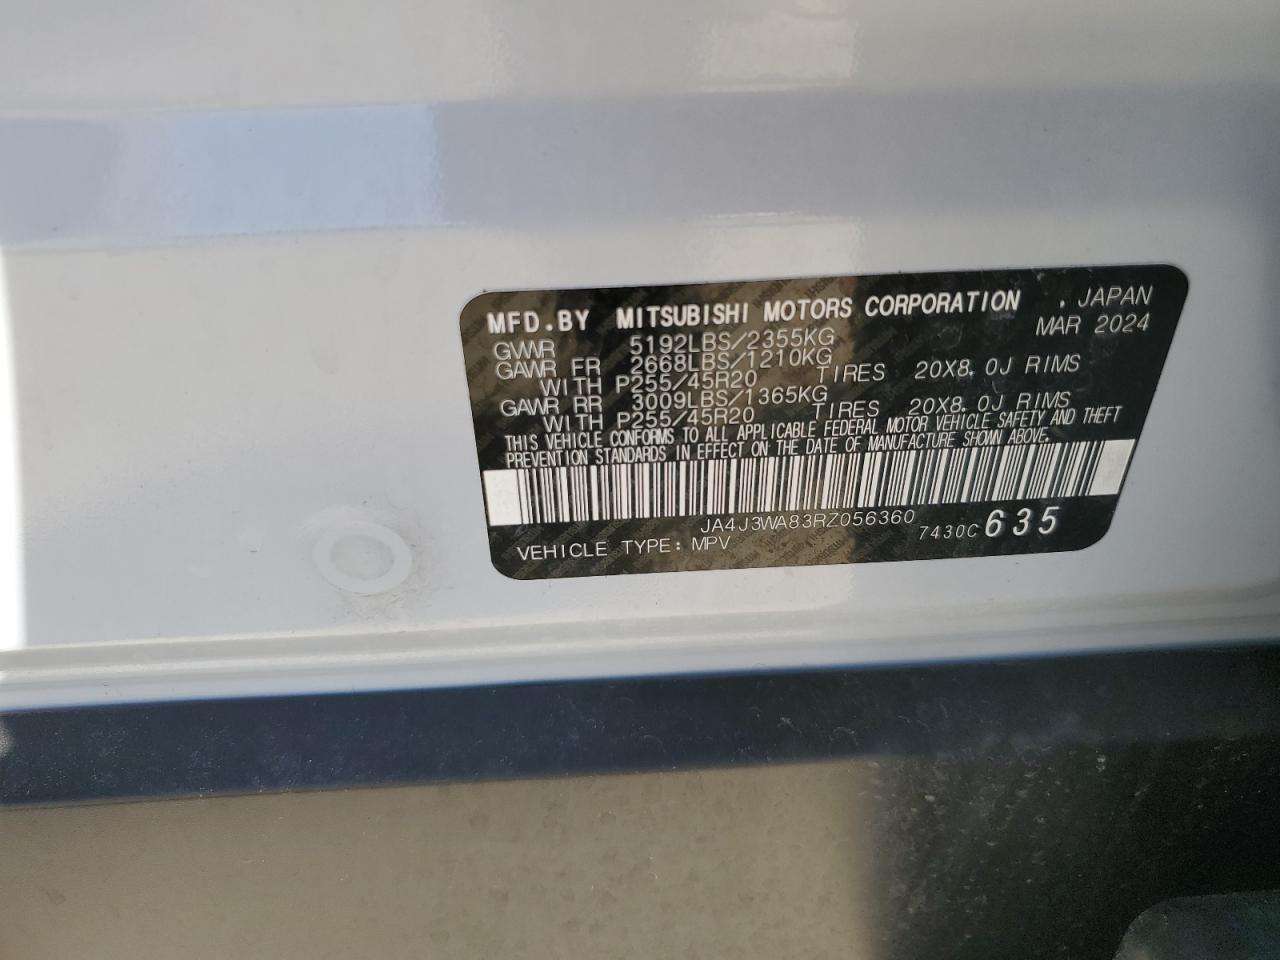 MFD.BY MITSUBISHI MOTORS CORPORATION , JAPAN
MAR 2024
GVWR 5192LBS/2355KG
GAWR FR 2668LBS/1210KG
WITH P255/45R20 TIRES 20X8.0J RIMS
GAWR RR 3009LBS/1365KG
WITH P255/45R20 TIRES 20X8.0J RIMS
THIS VEHICLE CONFORMS TO ALL APPLICABLE FEDERAL MOTOR VEHICLE SAFETY AND THEFT
PREVENTION STANDARDS IN EFFECT ON THE DATE OF MANUFACTURE SHOWN ABOVE.
JA4J3WA83RZ056360
VEHICLE TYPE: MPV 7430C 635